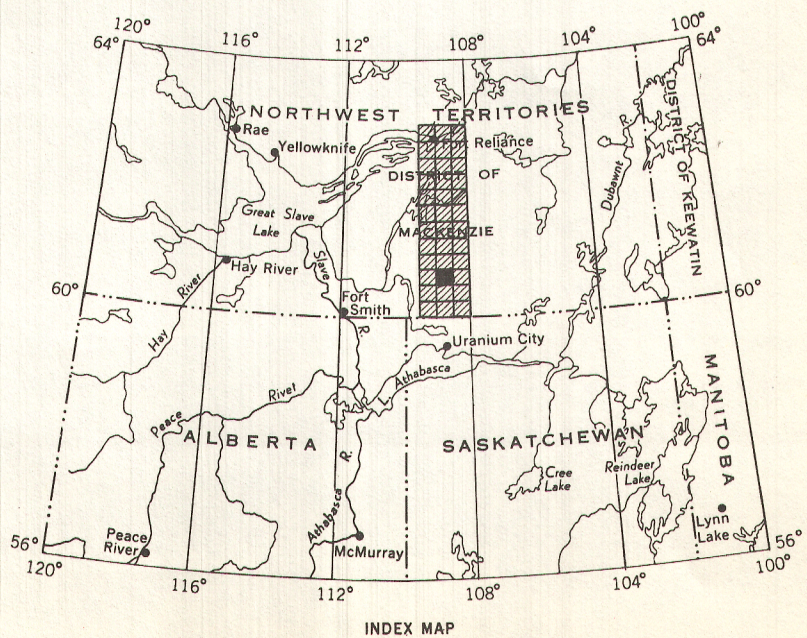 120°
116°
112°
108°
104°
100°
64°
64°
NORTHWEST TERRITORIES
Rae
Yellowknife
Fort Reliance
DISTRICT OF
MACKENZIE
DISTRICT OF KEEWATIN
Dubawnt
R.
Great Slave
Lake
Hay River
Slave
R.
Hay
River
60°
60°
Fort
Smith
Uranium City
L. Athabasca
Peace
River
ALBERTA
SASKATCHEWAN
MANITOBA
Cree
Lake
Reindeer
Lake
Athabasca
R.
Peace
River
McMurray
Lynn
Lake
56°
56°
120°
116°
112°
108°
104°
100°
INDEX MAP